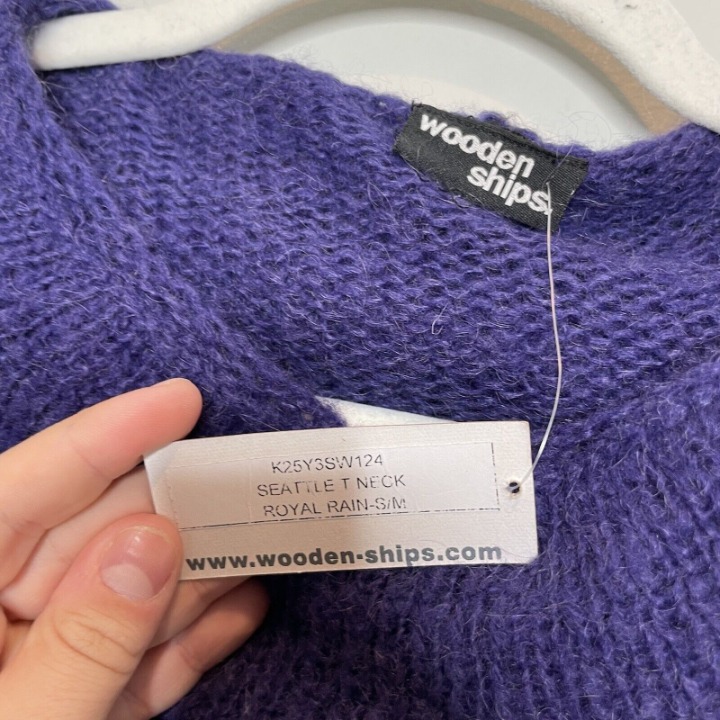 wooden
ships.
K25Y3SW124
SEATTLE T NECK
ROYAL RAIN-S/M
www.wooden-ships.com